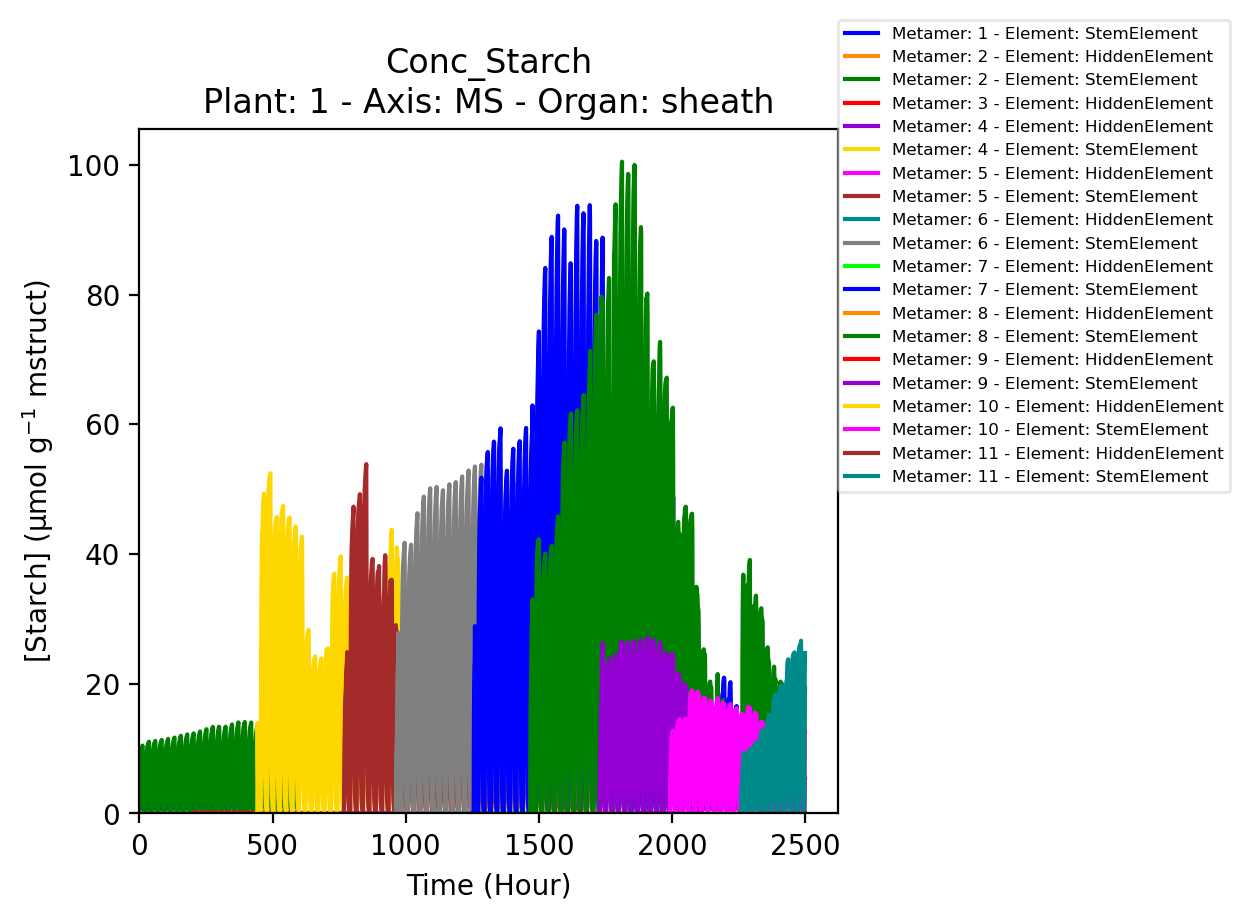 Conc_Starch
Plant: 1 - Axis: MS - Organ: sheath
Metamer: 1 - Element: StemElement
Metamer: 2 - Element: HiddenElement
Metamer: 2 - Element: StemElement
Metamer: 3 - Element: HiddenElement
Metamer: 4 - Element: HiddenElement
Metamer: 4 - Element: StemElement
Metamer: 5 - Element: HiddenElement
Metamer: 5 - Element: StemElement
Metamer: 6 - Element: HiddenElement
Metamer: 6 - Element: StemElement
Metamer: 7 - Element: HiddenElement
Metamer: 7 - Element: StemElement
Metamer: 8 - Element: HiddenElement
Metamer: 8 - Element: StemElement
Metamer: 9 - Element: HiddenElement
Metamer: 9 - Element: StemElement
Metamer: 10 - Element: HiddenElement
Metamer: 10 - Element: StemElement
Metamer: 11 - Element: HiddenElement
Metamer: 11 - Element: StemElement
[Starch] (µmol g⁻¹ mstruct)
100
80
60
40
20
0
0 500 1000 1500 2000 2500
Time (Hour)